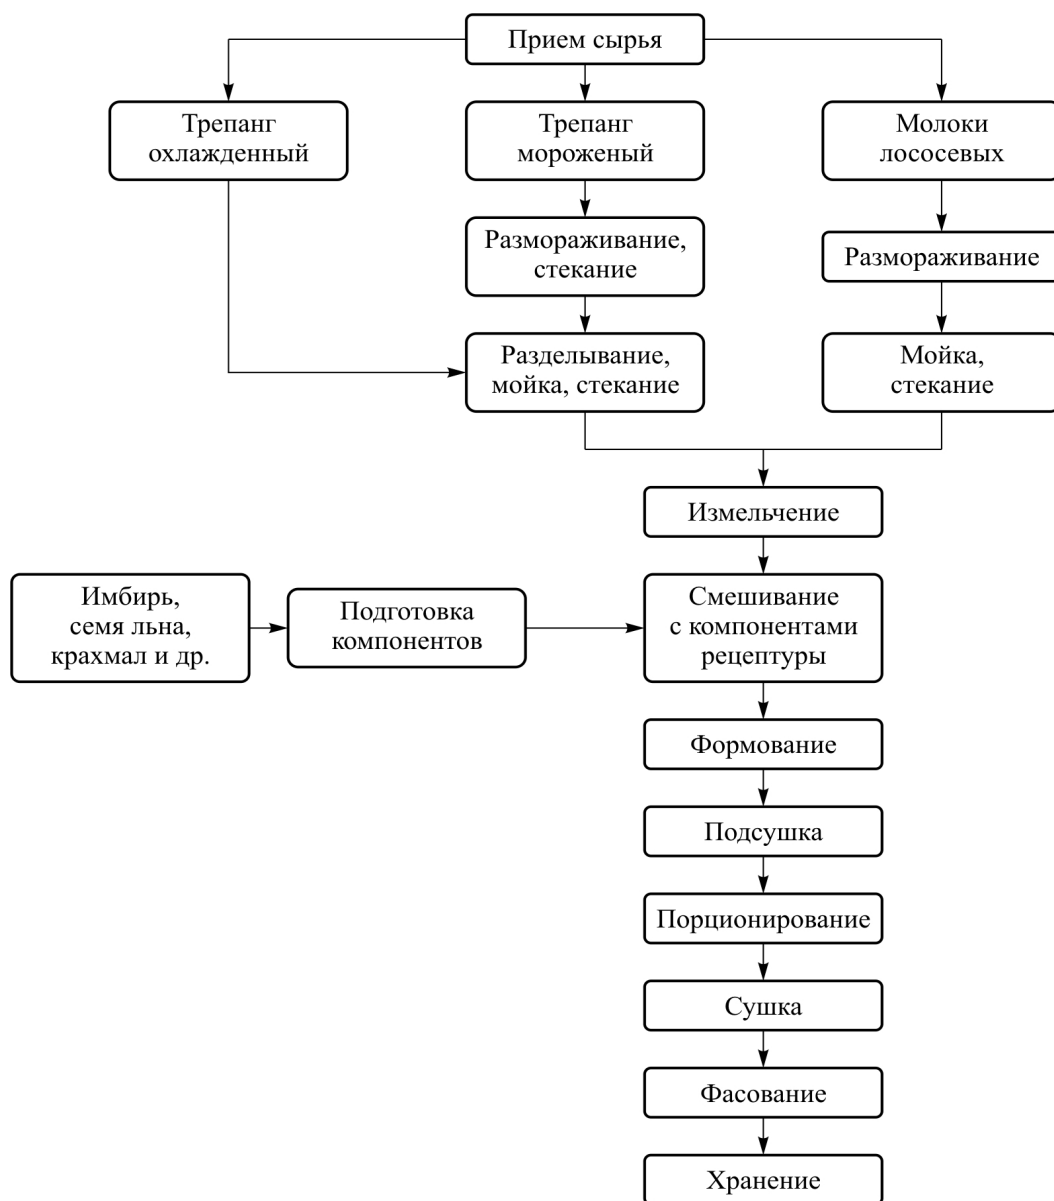 Прием сырья
Трепанг
охлажденный
Трепанг
мороженый
Молоки
лососевых
Размораживание,
стекание
Размораживание
Разделывание,
мойка, стекание
Мойка,
стекание
Измельчение
Имбирь,
семя льна,
крахмал и др.
Подготовка
компонентов
Смешивание
с компонентами
рецептуры
Формование
Подсушка
Порционирование
Сушка
Фасование
Хранение